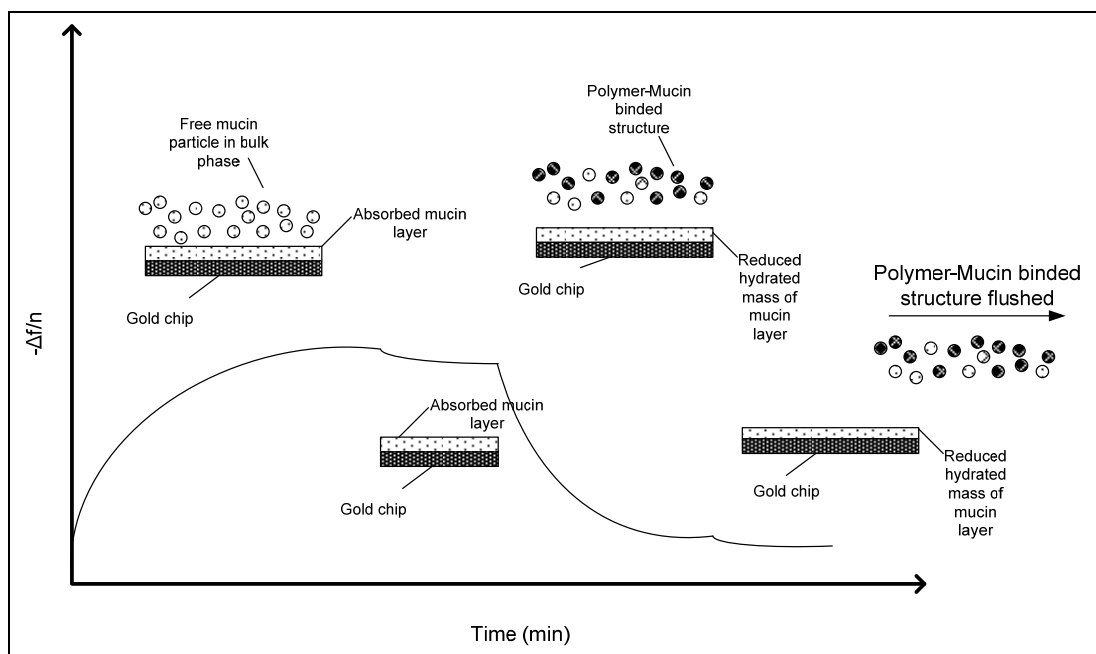 Free mucin
particle in bulk
phase
Absorbed mucin
layer
Gold chip
Polymer-Mucin
binded
structure
Gold chip
Reduced
hydrated
mass of
mucin
layer
Polymer-Mucin binded
structure flushed
Absorbed mucin
layer
Gold chip
Gold chip
Reduced
hydrated
mass of
mucin
layer
-Δf/n
Time (min)